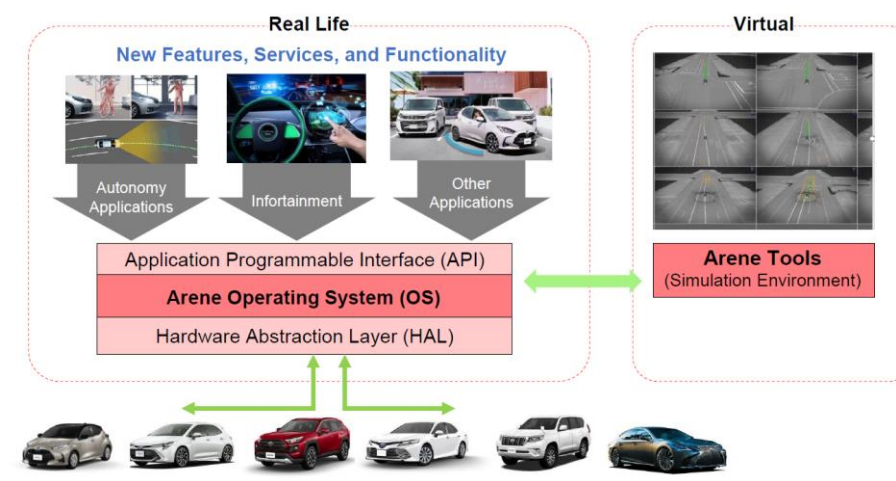 Real Life
Virtual
New Features, Services, and Functionality
Autonomy
Applications
Infortainment
Other
Applications
Application Programmable Interface (API)
Arene Operating System (OS)
Hardware Abstraction Layer (HAL)
Arene Tools
(Simulation Environment)